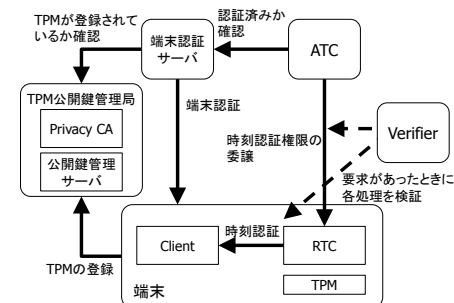 TPMが登録されて
いるか確認
端末認証
サーバ
認証済みか
確認
ATC
TPM公開鍵管理局
Privacy CA
公開鍵管理
サーバ
端末認証
時刻認証権限の
委譲
Verifier
要求があったときに
各処理を検証
TPMの登録
Client
時刻認証
RTC
TPM
端末